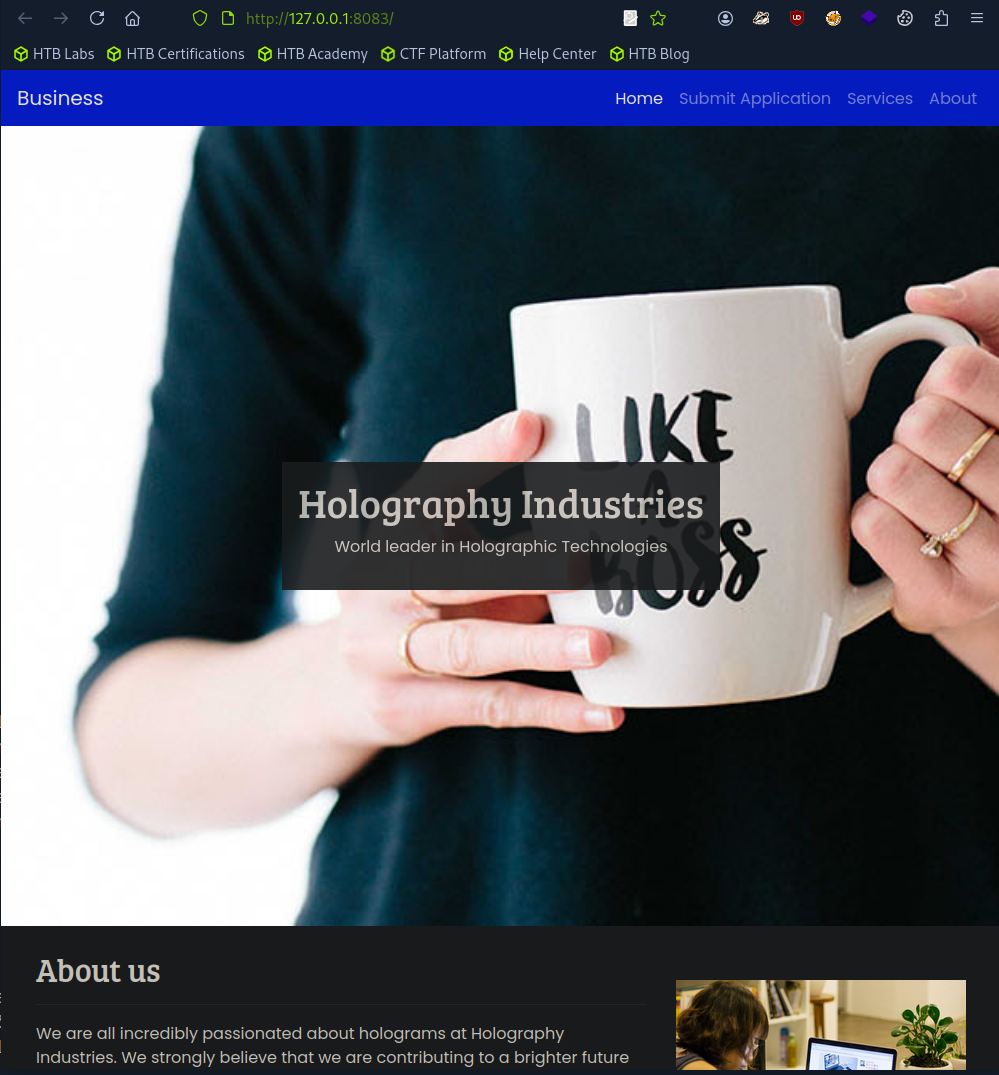 http://127.0.0.1:8083/
HTB Labs HTB Certifications HTB Academy CTF Platform Help Center HTB Blog
Business Home Submit Application Services About
LIKE
A
BOSS
Holography Industries
World leader in Holographic Technologies
About us
We are all incredibly passionated about holograms at Holography
Industries. We strongly believe that we are contributing to a brighter future